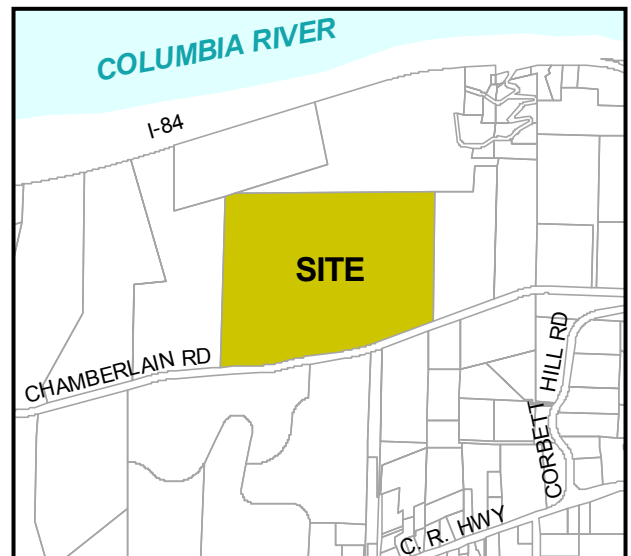 COLUMBIA RIVER
I-84
SITE
CHAMBERLAIN RD
CORBETT HILL RD
C. R. HWY